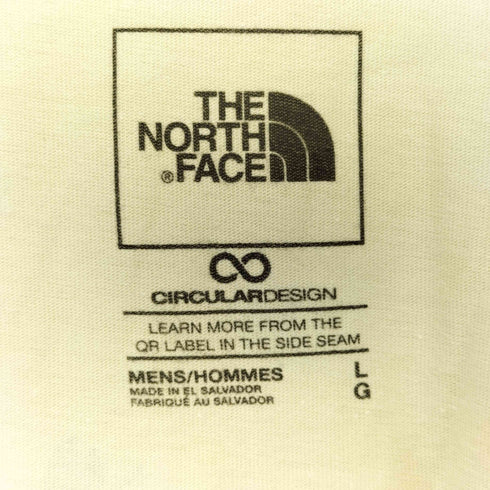 THE
NORTH
®FACE
CIRCULARDESIGN
LEARN MORE FROM THE
QR LABEL IN THE SIDE SEAM
MENS/HOMMES L
MADE IN EL SALVADOR G
FABRIQUÉ AU SALVADOR